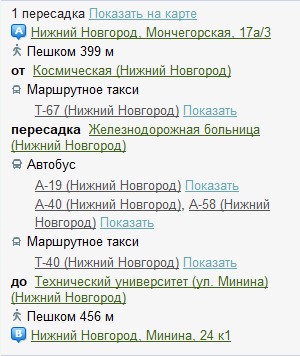 1 пересадка Показать на карте
A Нижний Новгород, Мончегорская, 17а/3
Пешком 399 м
от Космическая (Нижний Новгород)
Маршрутное такси
Т-67 (Нижний Новгород) Показать
пересадка Железнодорожная больница
(Нижний Новгород)
Автобус
А-19 (Нижний Новгород) Показать
А-40 (Нижний Новгород), А-58 (Нижний
Новгород) Показать
Маршрутное такси
Т-40 (Нижний Новгород) Показать
до Технический университет (ул. Минина)
(Нижний Новгород)
Пешком 456 м
B Нижний Новгород, Минина, 24 к1